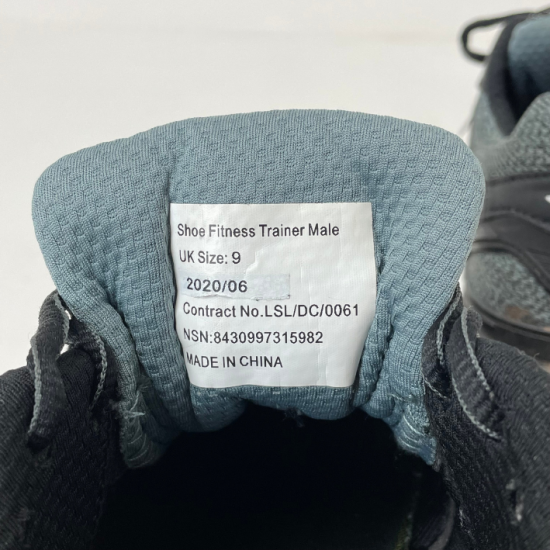 Shoe Fitness Trainer Male
UK Size: 9
2020/06
Contract No.LSL/DC/0061
NSN:8430997315982
MADE IN CHINA